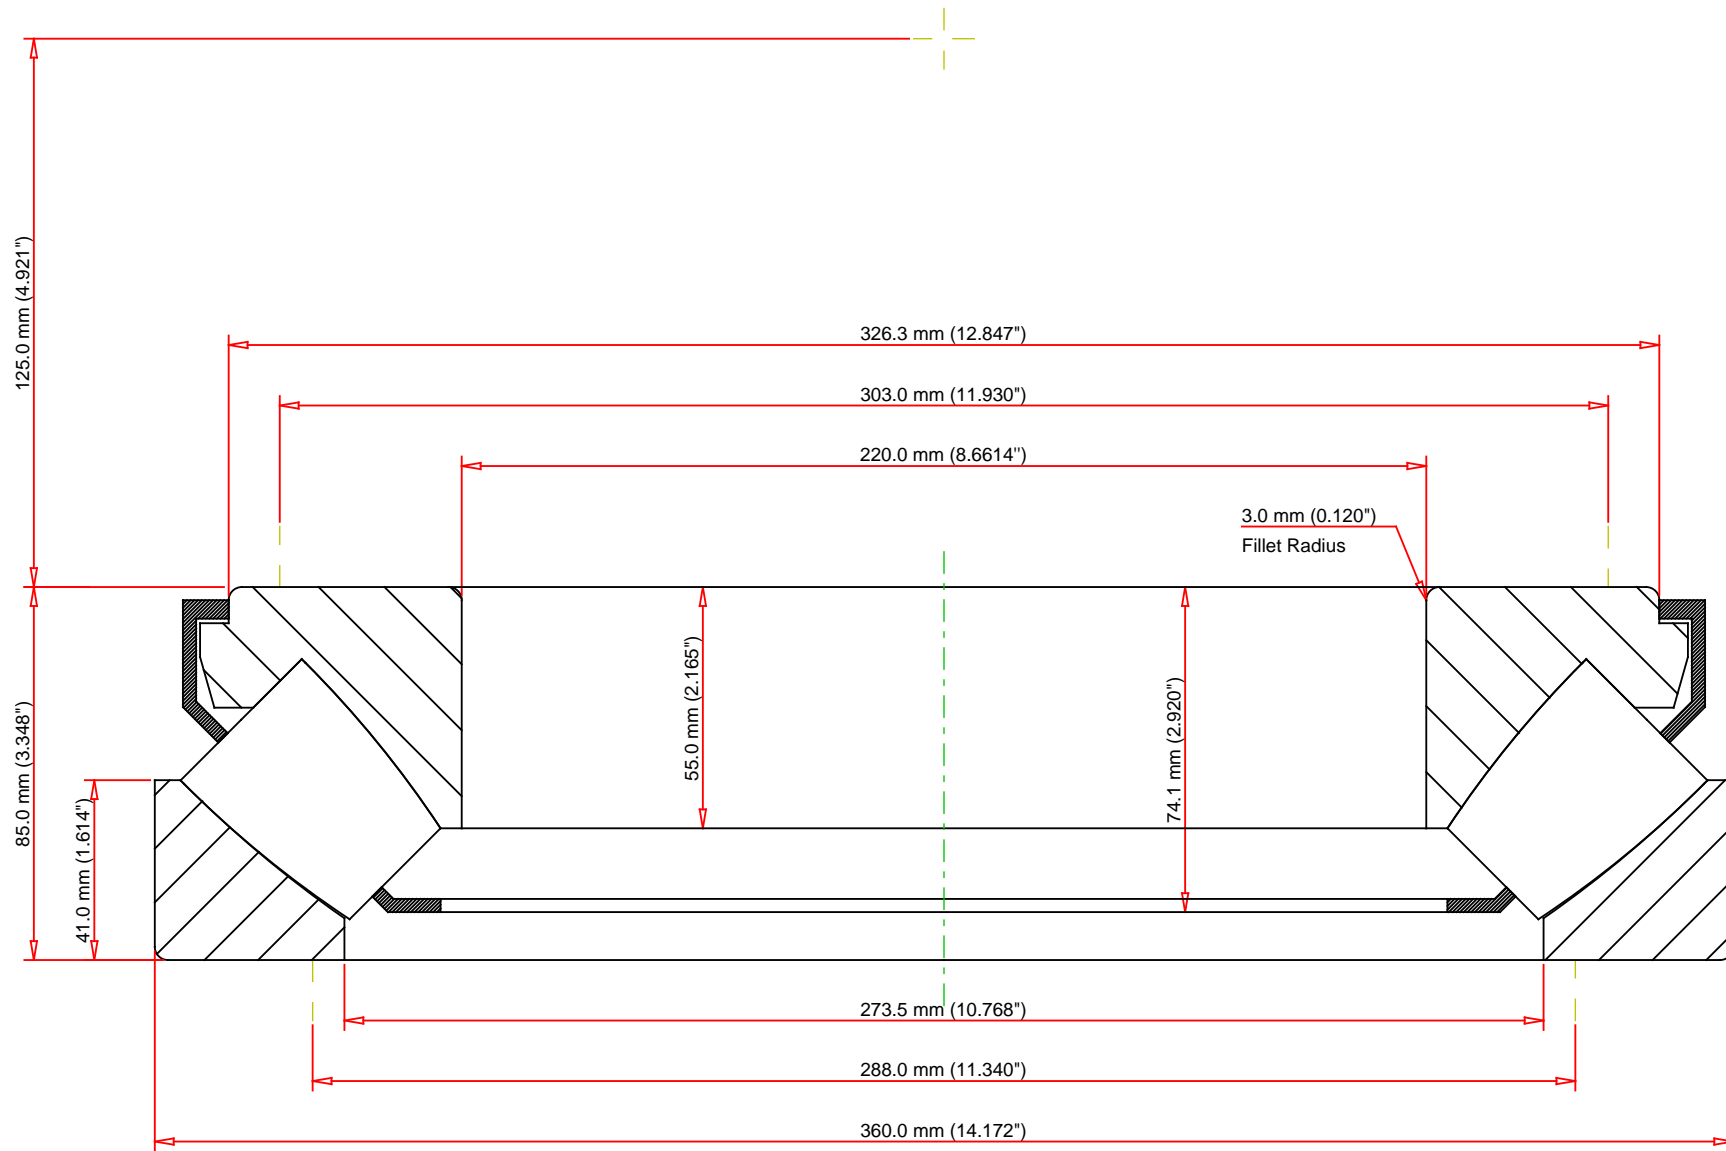 125.0 mm (4.921")
326.3 mm (12.847")
303.0 mm (11.930")
220.0 mm (8.6614")
3.0 mm (0.120")
Fillet Radius
55.0 mm (2.165")
74.1 mm (2.920")
85.0 mm (3.348")
41.0 mm (1.614")
273.5 mm (10.768")
288.0 mm (11.340")
360.0 mm (14.172")